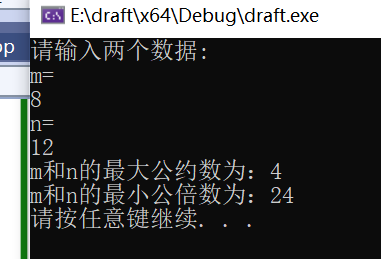 E:\draft\x64\Debug\draft.exe
pp
请输入两个数据:
m=
8
n=
12
m和n的最大公约数为：4
m和n的最小公倍数为：24
请按任意键继续. . .